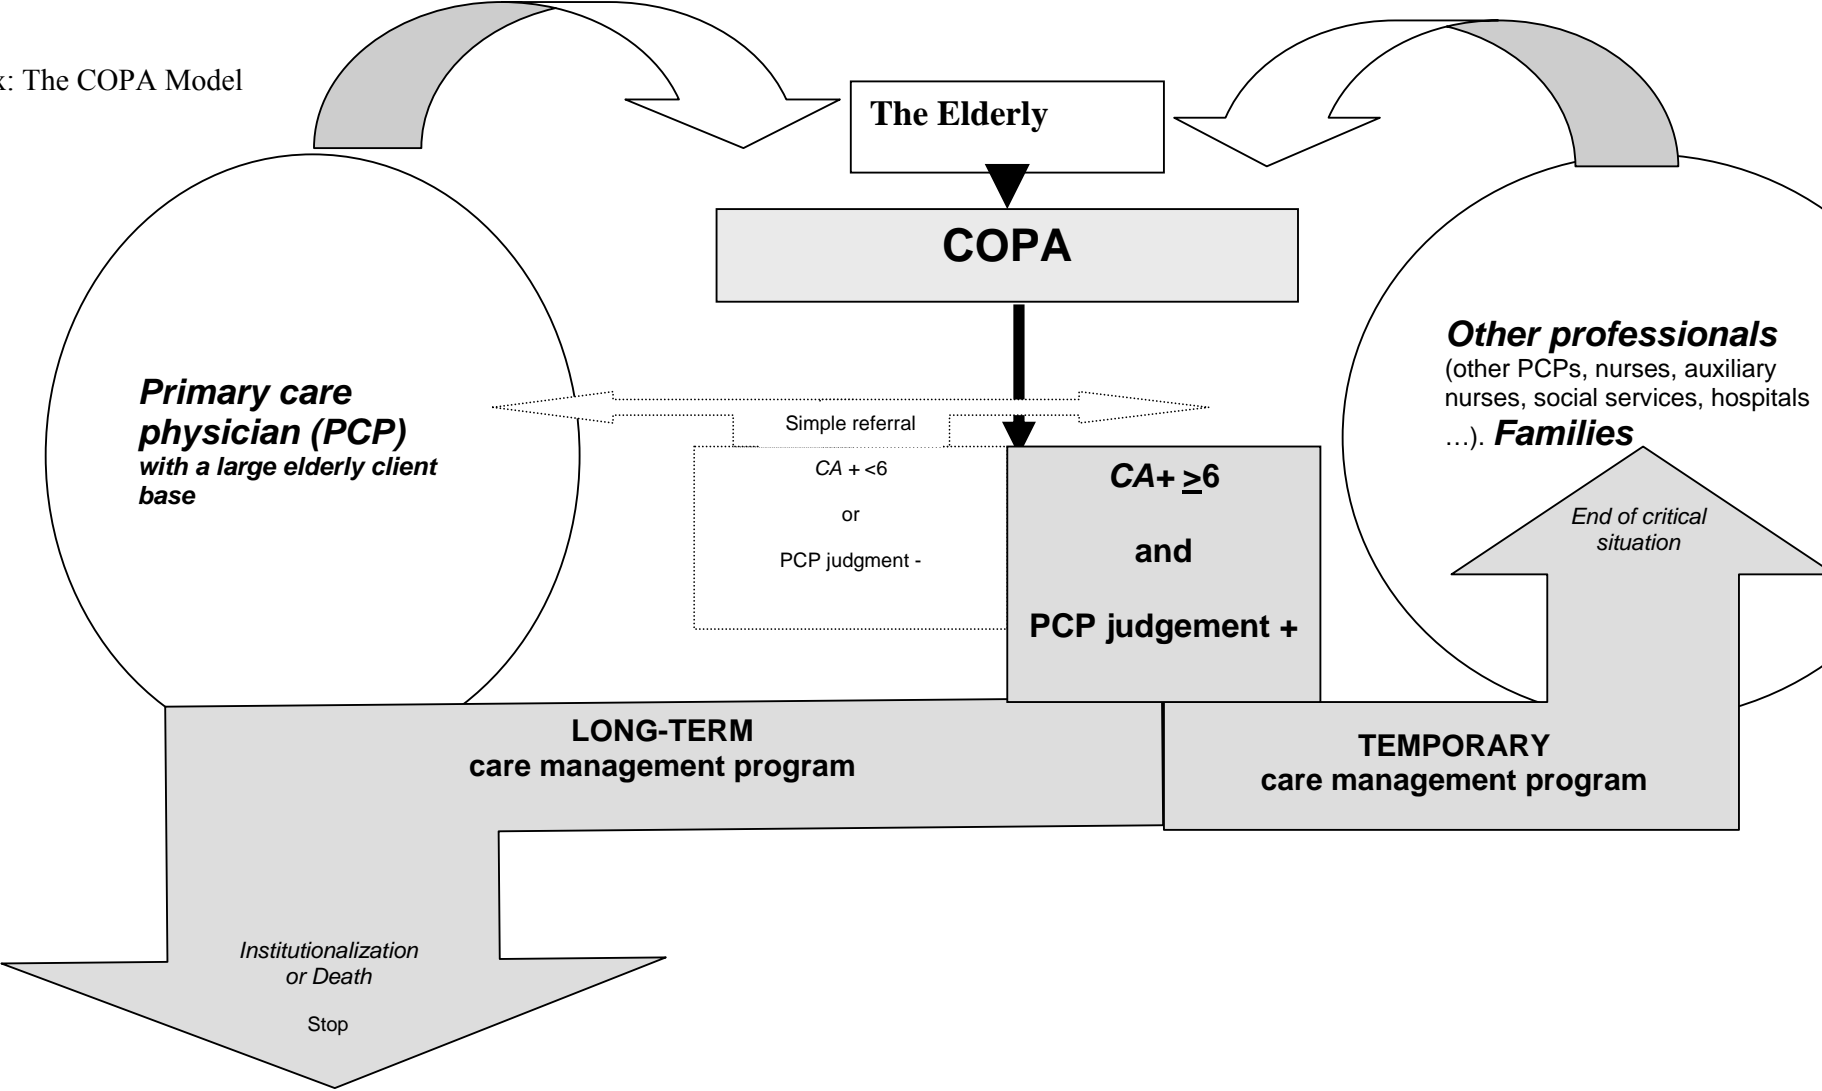 : The COPA Model
The Elderly
COPA
Primary care
physician (PCP)
with a large elderly client
base
Other professionals
(other PCPs, nurses, auxiliary
nurses, social services, hospitals
…). Families
Simple referral
CA + <6
or
PCP judgment -
CA+ ≥6
and
PCP judgement +
End of critical
situation
LONG-TERM
care management program
TEMPORARY
care management program
Institutionalization
or Death
Stop